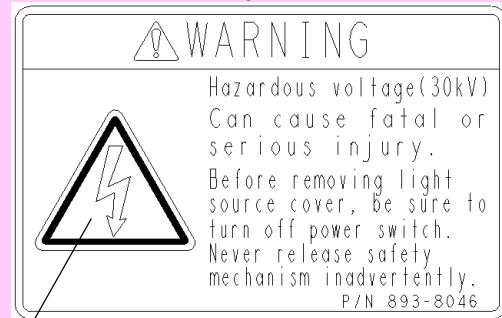 WARNING
Hazardous voltage(30kV)
Can cause fatal or
serious injury.
Before removing light
source cover, be sure to
turn off power switch.
Never release safety
mechanism inadvertently.
P/N 893-8046